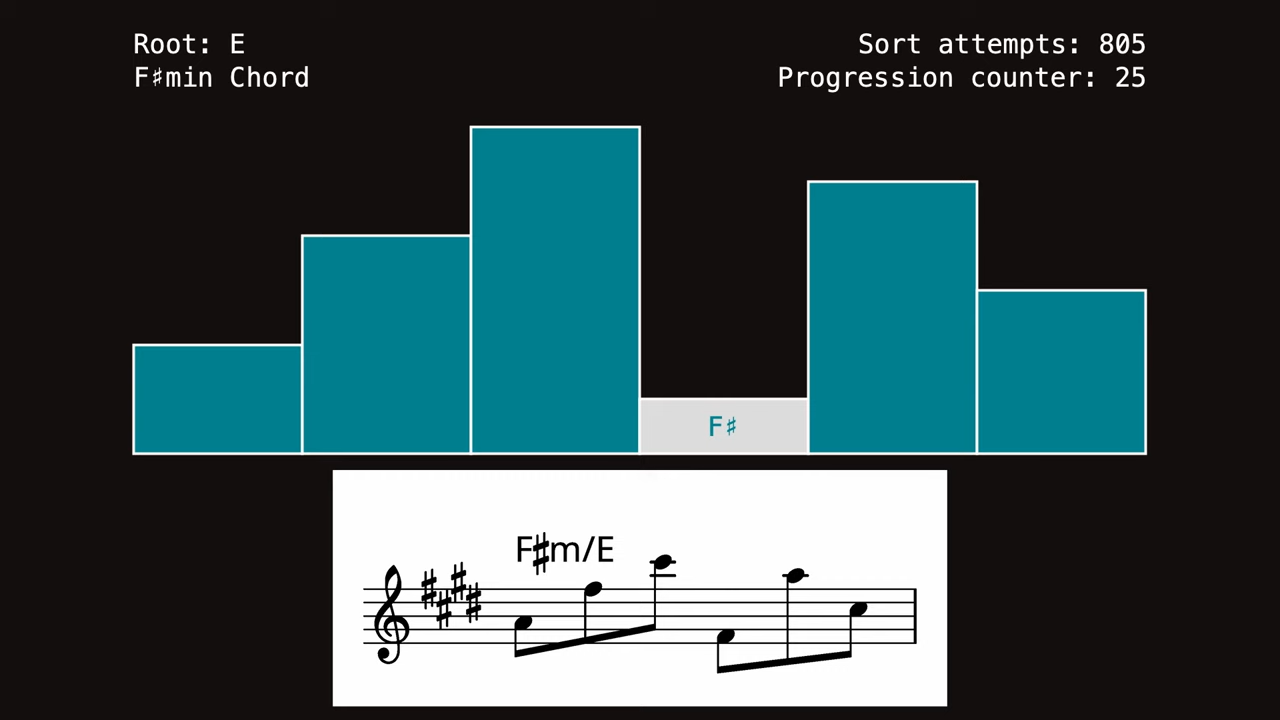 Root: E
F♯min Chord
Sort attempts: 805
Progression counter: 25
F♯
F♯m/E